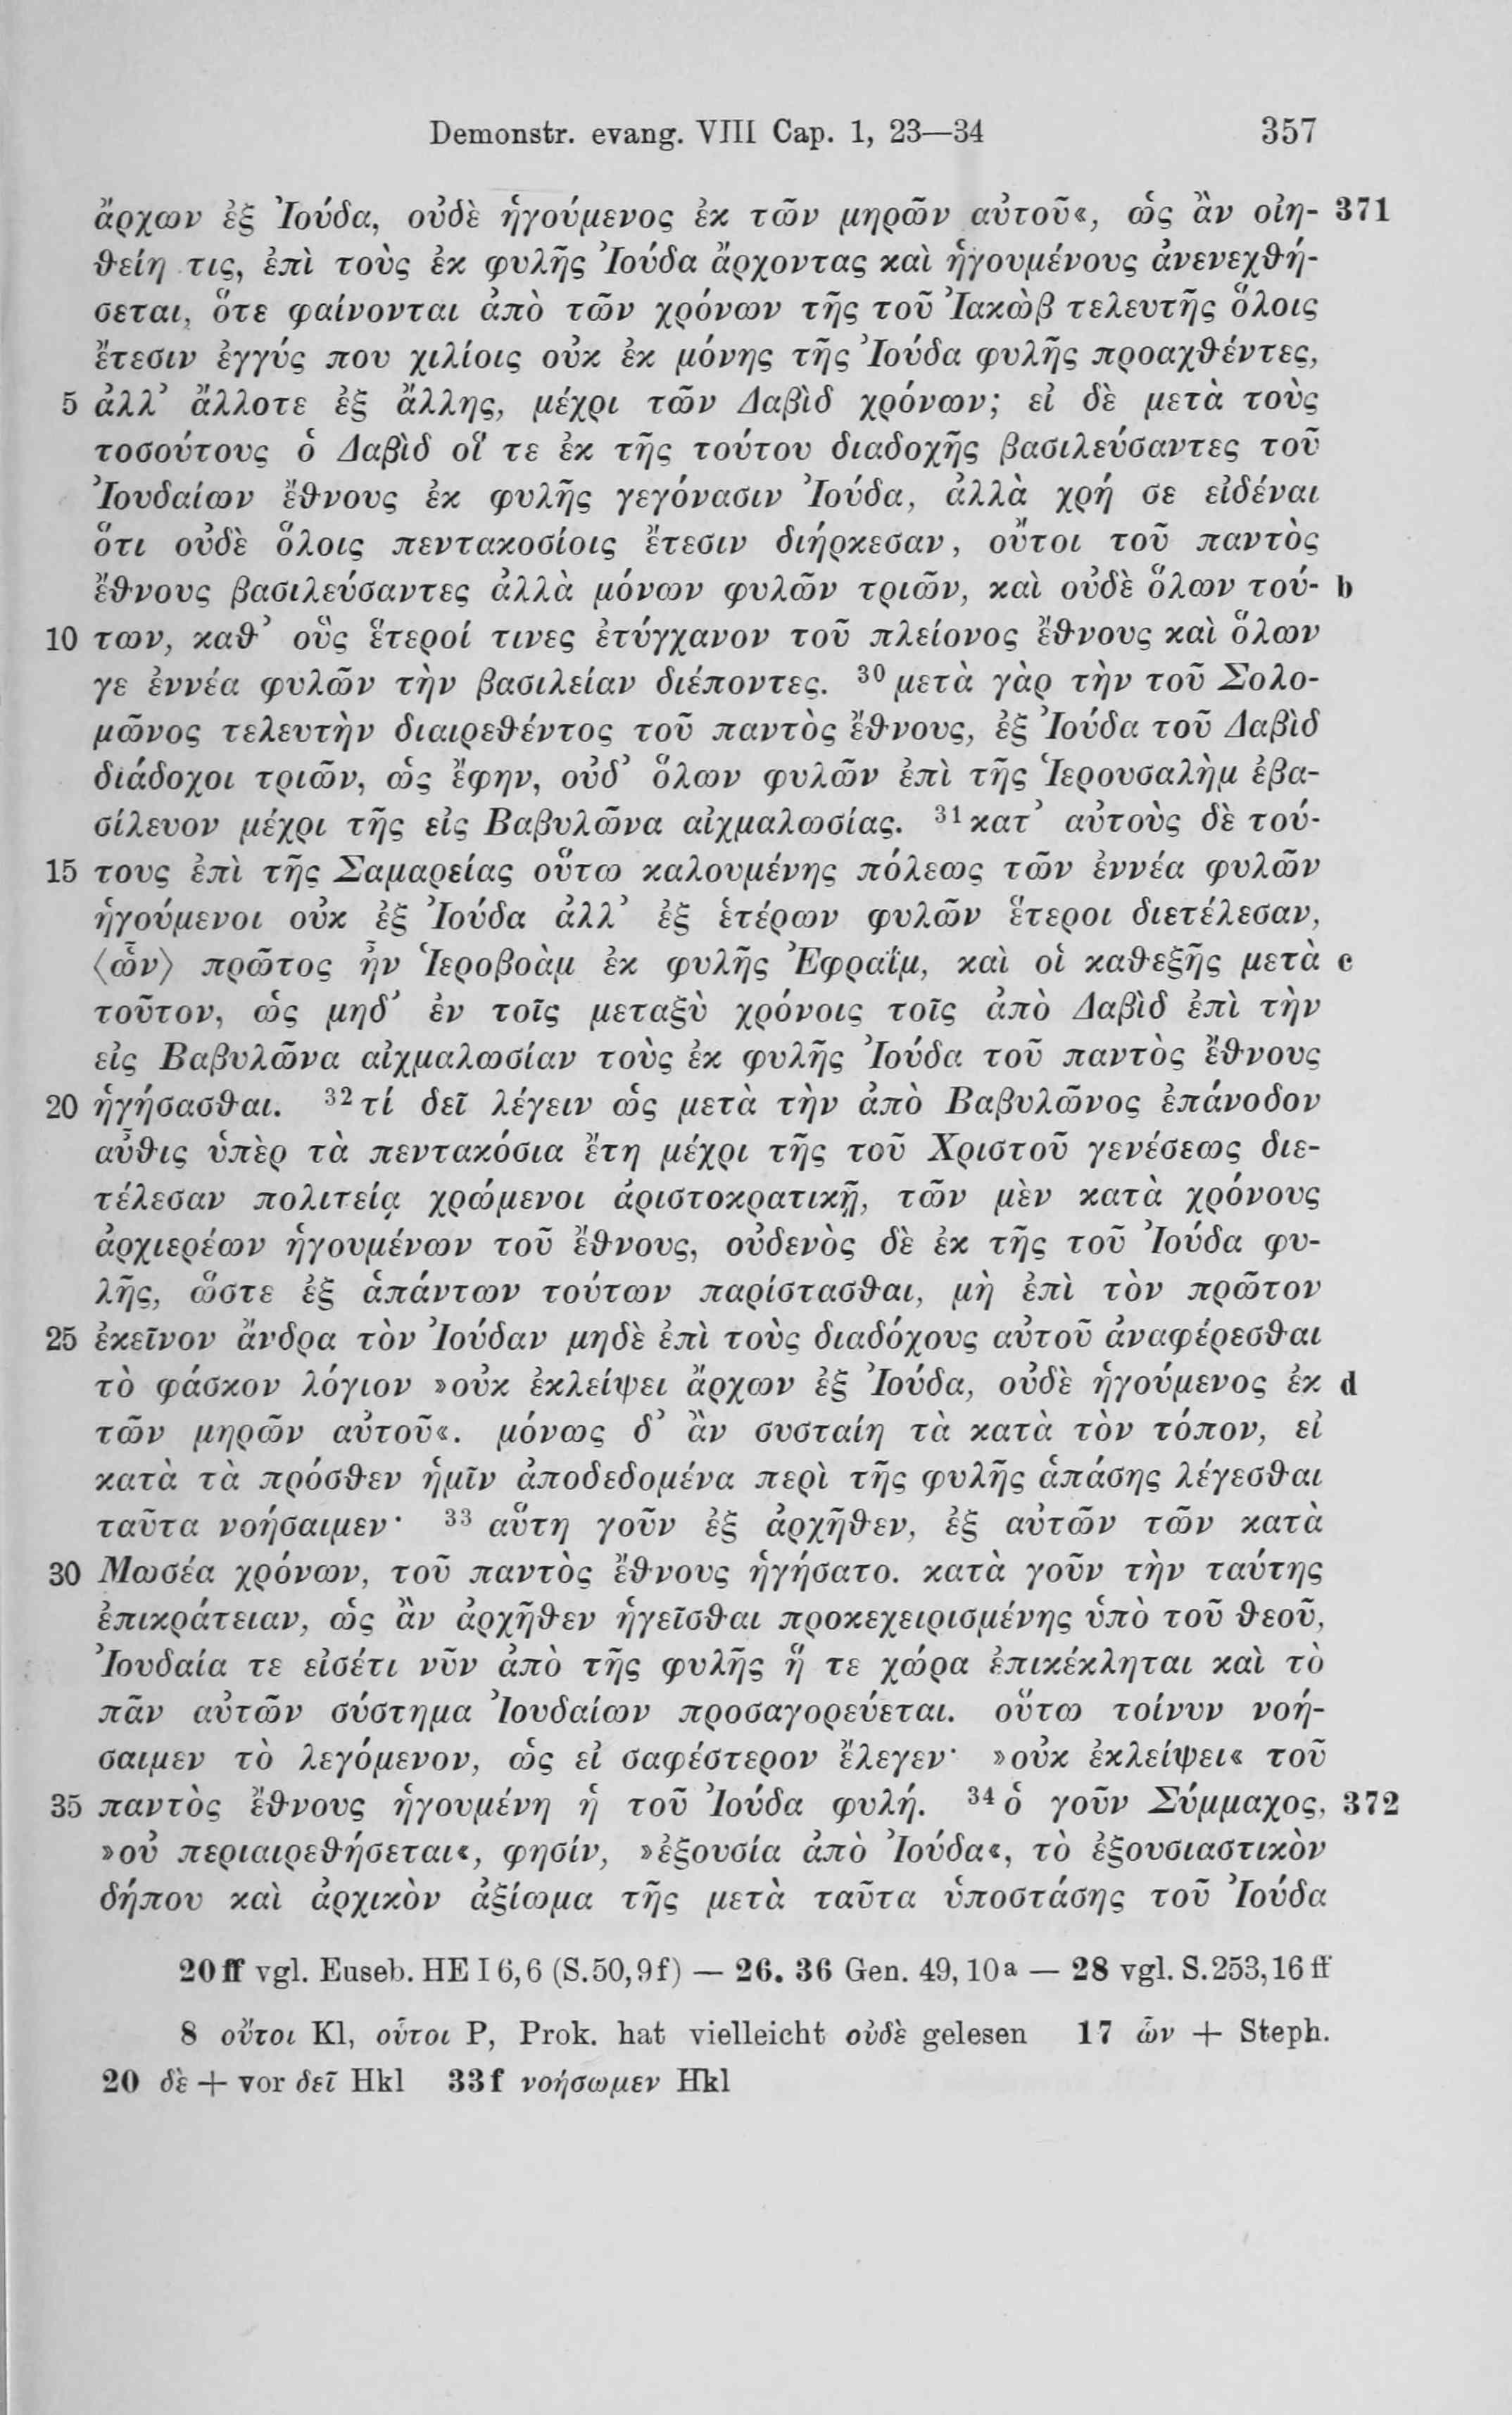 Demonstr. evang. VIII Cap. 1, 23—34 357
ἄρχων ἐξ Ἰούδα, οὐδὲ ἡγούμενος ἐκ τῶν μηρῶν αὐτοῦ«, ὡς ἂν οἰη- 371
θείη τις, ἐπὶ τοὺς ἐκ φυλῆς Ἰούδα ἄρχοντας καὶ ἡγουμένους ἀνενεχθή-
σεται, ὅτε φαίνονται ἀπὸ τῶν χρόνων τῆς τοῦ Ἰακὼβ τελευτῆς ὅλοις
ἔτεσιν ἐγγύς που χιλίοις οὐκ ἐκ μόνης τῆς Ἰούδα φυλῆς προαχθέντες,
5 ἀλλ’ ἄλλοτε ἐξ ἄλλης, μέχρι τῶν Δαβὶδ χρόνων; εἰ δὲ μετὰ τοὺς
τοσούτους ὁ Δαβὶδ οἵ τε ἐκ τῆς τούτου διαδοχῆς βασιλεύσαντες τοῦ
Ἰουδαίων ἔθνους ἐκ φυλῆς γεγόνασιν Ἰούδα, ἀλλὰ χρή σε εἰδέναι
ὅτι οὐδὲ ὅλοις πεντακοσίοις ἔτεσιν διήρκεσαν, οὔτοι τοῦ παντὸς
ἔθνους βασιλεύσαντες ἀλλὰ μόνων φυλῶν τριῶν, καὶ οὐδὲ ὅλων τού- b
10 των, καθ’ οὓς ἕτεροί τινες ἐτύγχανον τοῦ πλείονος ἔθνους καὶ ὅλων
γε ἐννέα φυλῶν τὴν βασιλείαν διέποντες. ³⁰ μετὰ γὰρ τὴν τοῦ Σολο-
μῶνος τελευτὴν διαιρεθέντος τοῦ παντὸς ἔθνους, ἐξ Ἰούδα τοῦ Δαβὶδ
διάδοχοι τριῶν, ὡς ἔφην, οὐδ’ ὅλων φυλῶν ἐπὶ τῆς Ἱερουσαλὴμ ἐβα-
σίλευον μέχρι τῆς εἰς Βαβυλῶνα αἰχμαλωσίας. ³¹ κατ’ αὐτοὺς δὲ τού-
15 τους ἐπὶ τῆς Σαμαρείας οὕτω καλουμένης πόλεως τῶν ἐννέα φυλῶν
ἡγούμενοι οὐκ ἐξ Ἰούδα ἀλλ’ ἐξ ἑτέρων φυλῶν ἕτεροι διετέλεσαν,
⟨ὧν⟩ πρῶτος ἦν Ἱεροβοὰμ ἐκ φυλῆς Ἐφραΐμ, καὶ οἱ καθεξῆς μετὰ c
τοῦτον, ὡς μηδ’ ἐν τοῖς μεταξὺ χρόνοις τοῖς ἀπὸ Δαβὶδ ἐπὶ τὴν
εἰς Βαβυλῶνα αἰχμαλωσίαν τοὺς ἐκ φυλῆς Ἰούδα τοῦ παντὸς ἔθνους
20 ἡγήσασθαι. ³² τί δεῖ λέγειν ὡς μετὰ τὴν ἀπὸ Βαβυλῶνος ἐπάνοδον
αὖθις ὑπὲρ τὰ πεντακόσια ἔτη μέχρι τῆς τοῦ Χριστοῦ γενέσεως διε-
τέλεσαν πολιτείᾳ χρώμενοι ἀριστοκρατικῇ, τῶν μὲν κατὰ χρόνους
ἀρχιερέων ἡγουμένων τοῦ ἔθνους, οὐδενὸς δὲ ἐκ τῆς τοῦ Ἰούδα φυ-
λῆς, ὥστε ἐξ ἁπάντων τούτων παρίστασθαι, μὴ ἐπὶ τὸν πρῶτον
25 ἐκεῖνον ἄνδρα τὸν Ἰούδαν μηδὲ ἐπὶ τοὺς διαδόχους αὐτοῦ ἀναφέρεσθαι
τὸ φάσκον λόγιον »οὐκ ἐκλείψει ἄρχων ἐξ Ἰούδα, οὐδὲ ἡγούμενος ἐκ d
τῶν μηρῶν αὐτοῦ«. μόνως δ’ ἂν συσταίη τὰ κατὰ τὸν τόπον, εἰ
κατὰ τὰ πρόσθεν ἡμῖν ἀποδεδομένα περὶ τῆς φυλῆς ἁπάσης λέγεσθαι
ταῦτα νοήσαιμεν· ³³ αὕτη γοῦν ἐξ ἀρχῆθεν, ἐξ αὐτῶν τῶν κατὰ
30 Μωσέα χρόνων, τοῦ παντὸς ἔθνους ἡγήσατο. κατὰ γοῦν τὴν ταύτης
ἐπικράτειαν, ὡς ἂν ἀρχῆθεν ἡγεῖσθαι προκεχειρισμένης ὑπὸ τοῦ θεοῦ,
Ἰουδαία τε εἰσέτι νῦν ἀπὸ τῆς φυλῆς ἥ τε χώρα ἐπικέκληται καὶ τὸ
πᾶν αὐτῶν σύστημα Ἰουδαίων προσαγορεύεται. οὕτω τοίνυν νοή-
σαιμεν τὸ λεγόμενον, ὡς εἰ σαφέστερον ἔλεγεν· »οὐκ ἐκλείψει« τοῦ
35 παντὸς ἔθνους ἡγουμένη ἡ τοῦ Ἰούδα φυλή. ³⁴ ὁ γοῦν Σύμμαχος, 372
»οὐ περιαιρεθήσεται«, φησίν, »ἐξουσία ἀπὸ Ἰούδα«, τὸ ἐξουσιαστικὸν
δήπου καὶ ἀρχικὸν ἀξίωμα τῆς μετὰ ταῦτα ὑποστάσης τοῦ Ἰούδα
20ff vgl. Euseb. HE I 6,6 (S.50,9f) — 26. 36 Gen. 49,10a — 28 vgl. S.253,16ff
8 οὔτοι Kl, οὗτοι P, Prok. hat vielleicht οὐδὲ gelesen 17 ὧν + Steph.
20 δὲ + vor δεῖ Hkl 33f νοήσωμεν Hkl